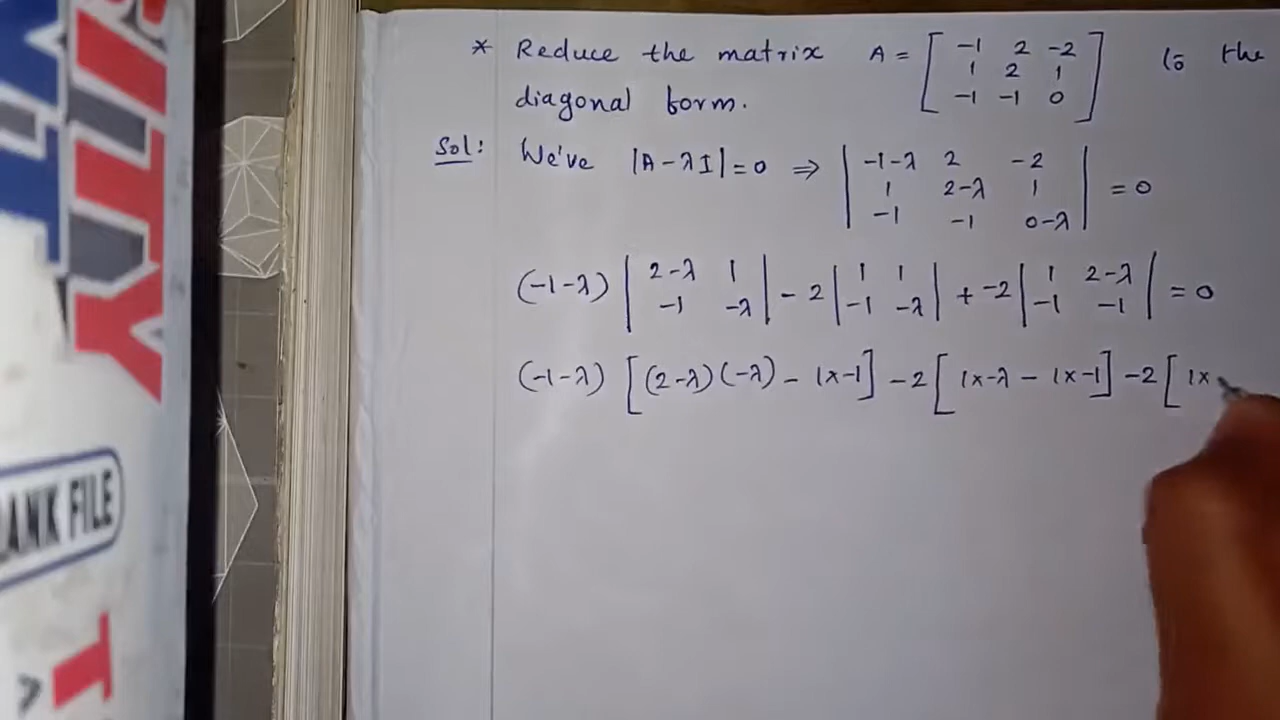 * Reduce the matrix A = [ -1 2 -2 to the
1 2 1
-1 -1 0 ]
diagonal form.
Sol: We've |A - λI| = 0 ⇒ | -1-λ 2 -2
1 2-λ 1
-1 -1 0-λ | = 0
(-1-λ) | 2-λ 1 | - 2 | 1 1 | + -2 | 1 2-λ | = 0
-1 -λ -1 -λ -1 -1
(-1-λ) [(2-λ)(-λ) - 1x-1] - 2 [1x-λ - 1x-1] - 2 [1x
SITY
BANK FILE